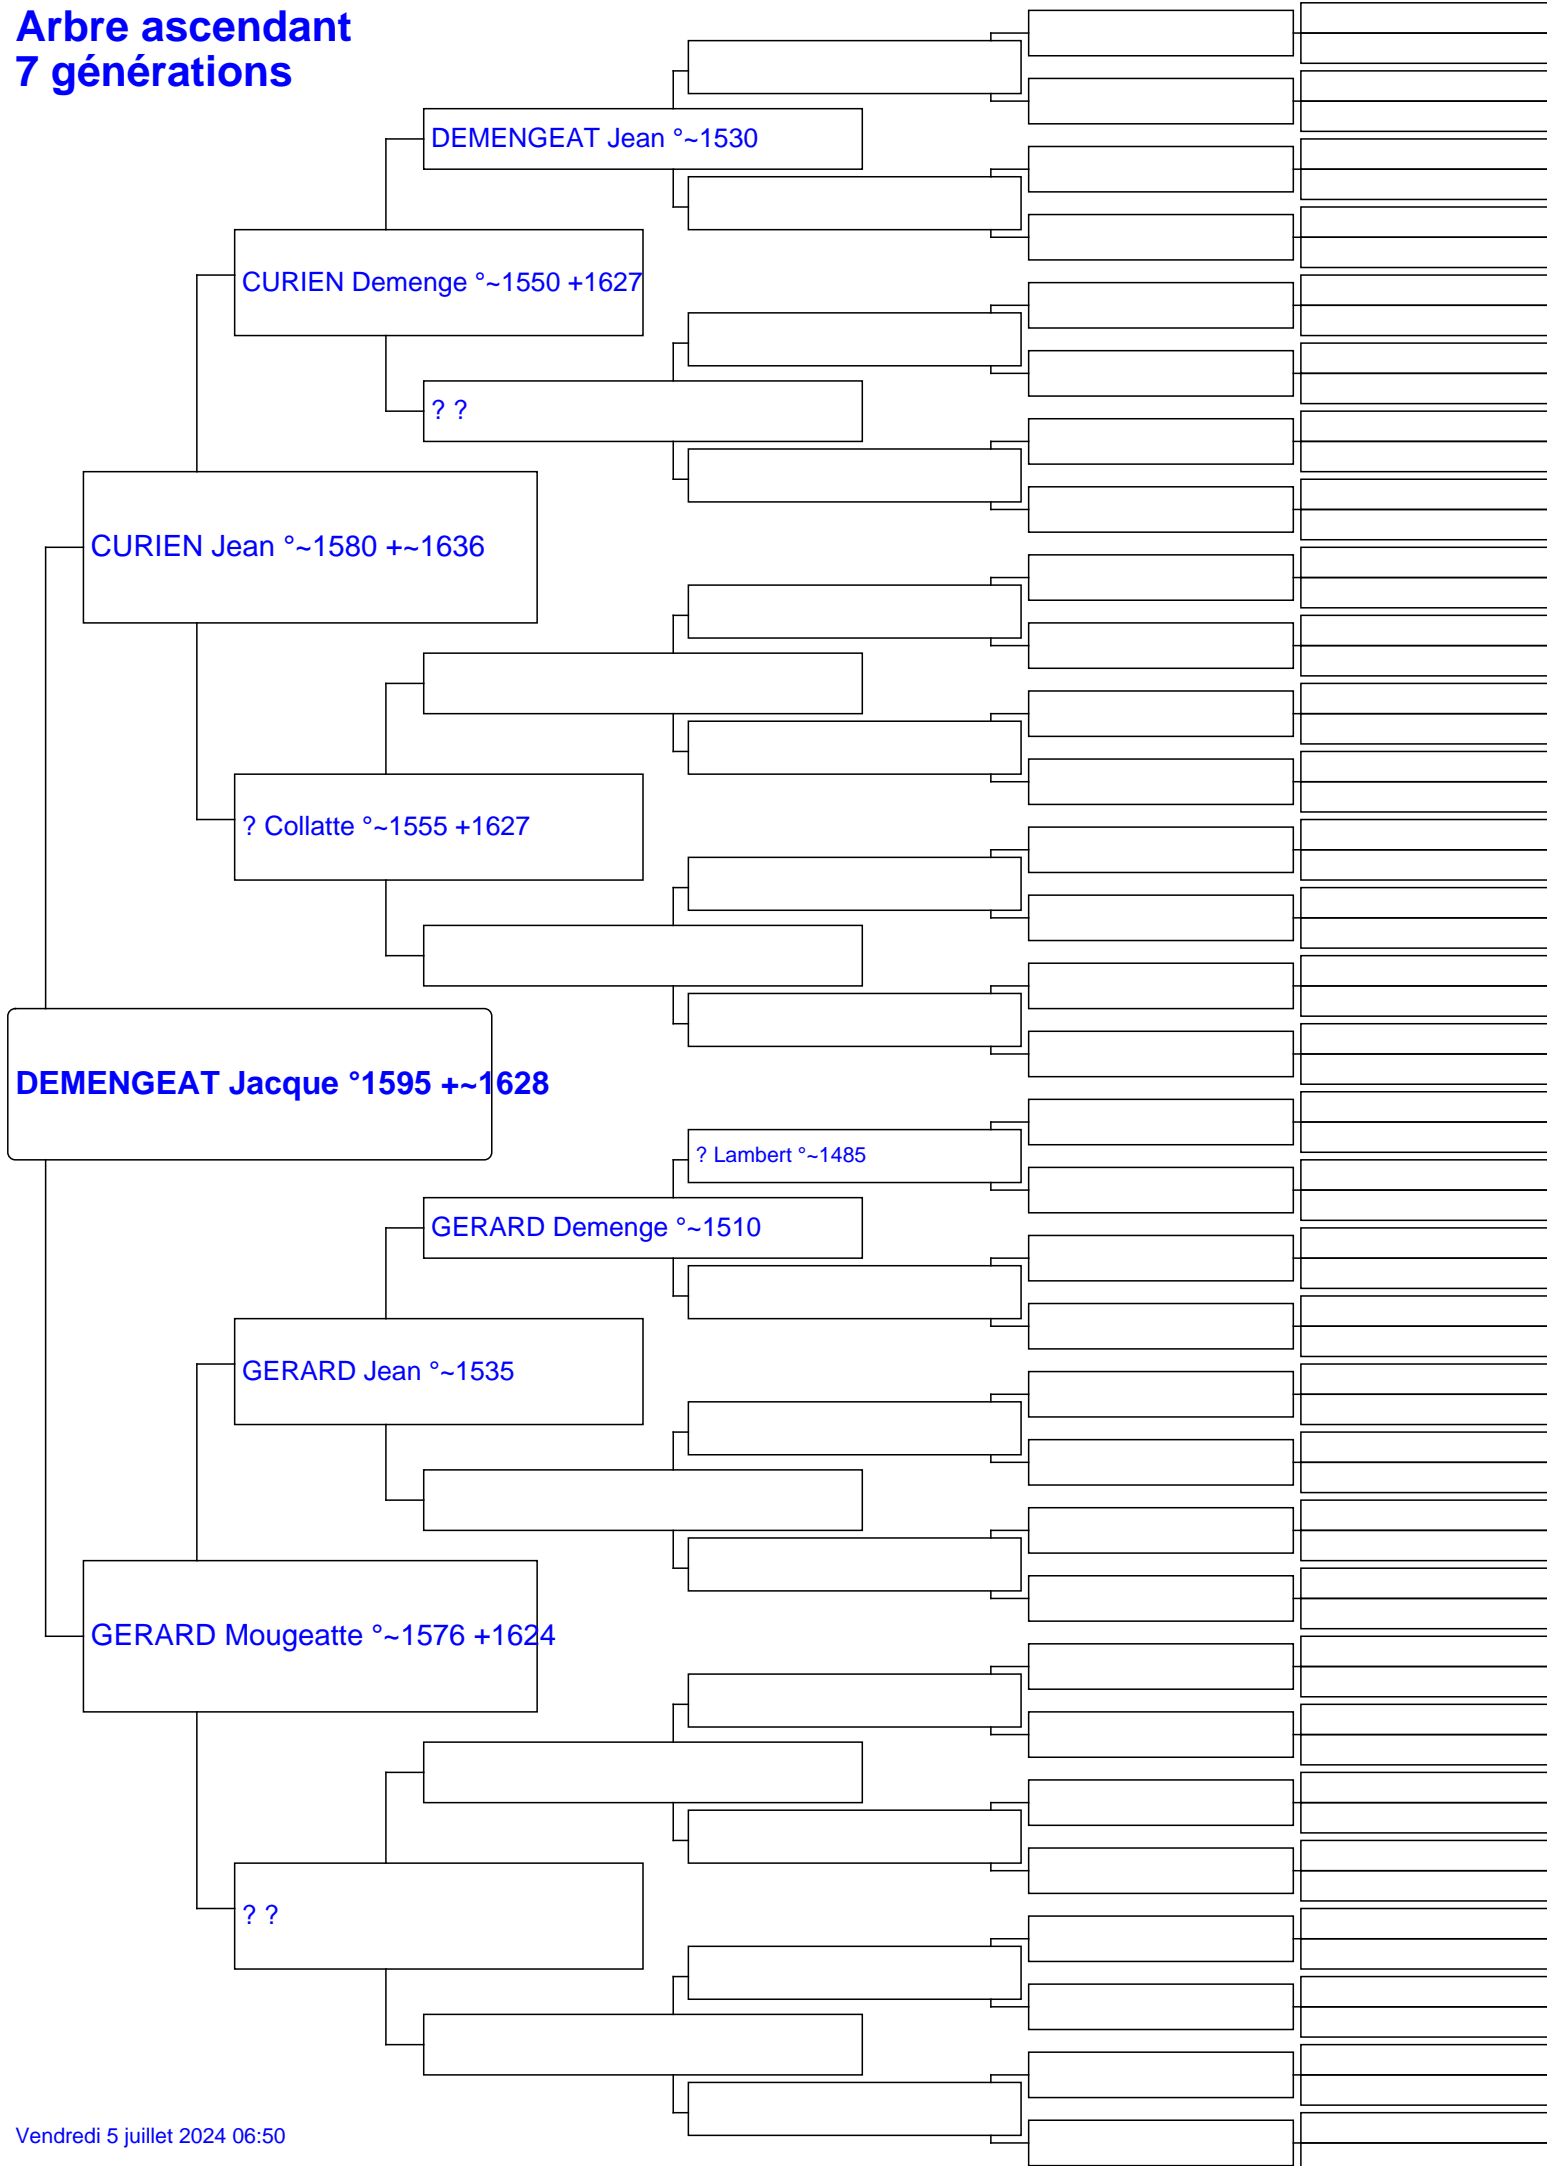 Arbre ascendant
7 générations
DEMENGEAT Jean °~1530
CURIEN Demenge °~1550 +1627
? ?
CURIEN Jean °~1580 +~1636
? Collatte °~1555 +1627
DEMENGEAT Jacque °1595 +~1628
? Lambert °~1485
GERARD Demenge °~1510
GERARD Jean °~1535
GERARD Mougeatte °~1576 +1624
? ?
Vendredi 5 juillet 2024 06:50